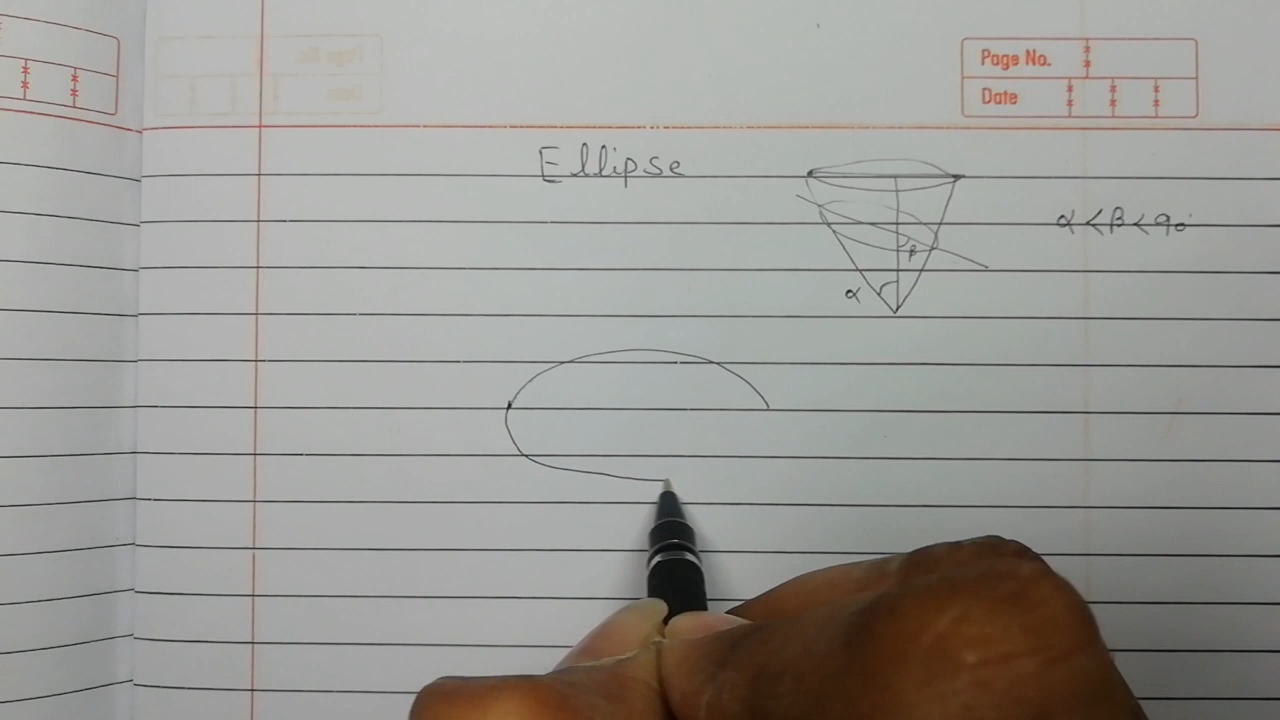 Page No.
Date
Ellipse
α < β < 90°
β
α